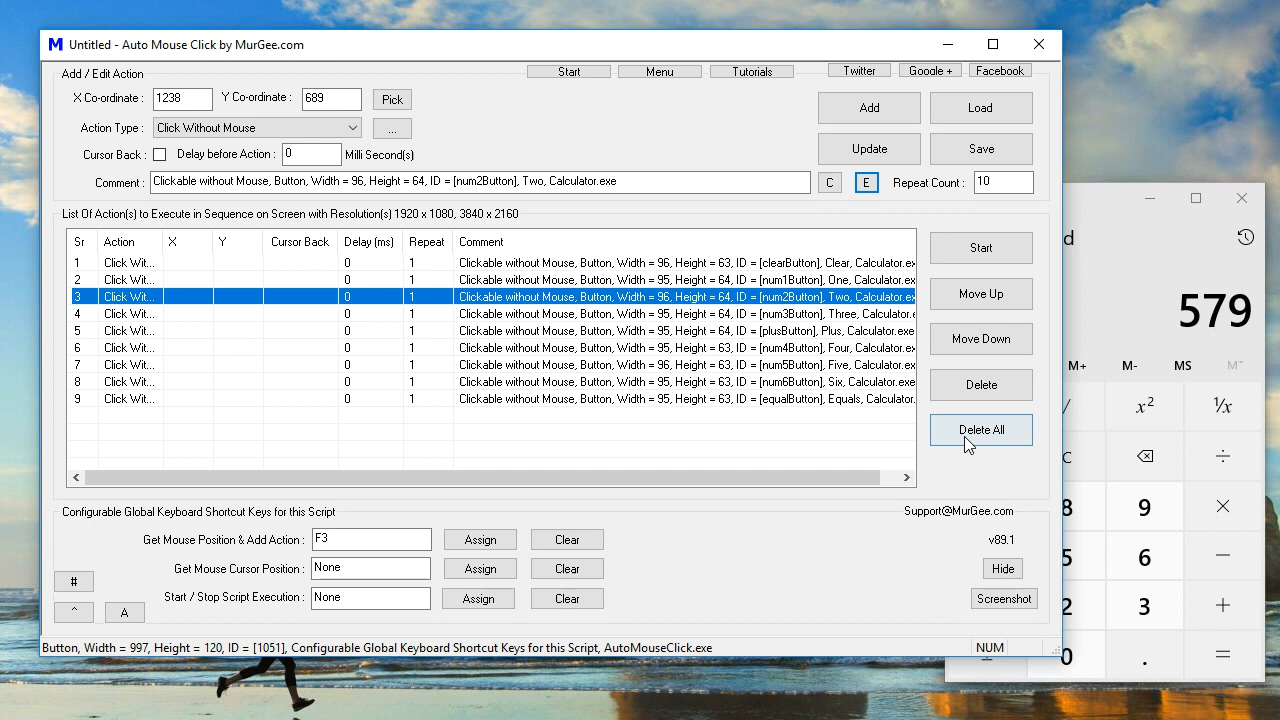 M Untitled - Auto Mouse Click by MurGee.com
Add / Edit Action
Start Menu Tutorials Twitter Google + Facebook
X Co-ordinate : 1238 Y Co-ordinate : 689 Pick
Add Load
Action Type : Click Without Mouse ...
Cursor Back : Delay before Action : 0 Milli Second(s)
Update Save
Comment : Clickable without Mouse, Button, Width = 96, Height = 64, ID = [num2Button], Two, Calculator.exe C E Repeat Count : 10
List Of Action(s) to Execute in Sequence on Screen with Resolution(s) 1920 x 1080, 3840 x 2160
Sr Action X Y Cursor Back Delay (ms) Repeat Comment
1 Click Wit... 0 1 Clickable without Mouse, Button, Width = 96, Height = 63, ID = [clearButton], Clear, Calculator.ex
2 Click Wit... 0 1 Clickable without Mouse, Button, Width = 95, Height = 64, ID = [num1Button], One, Calculator.ex
3 Click Wit... 0 1 Clickable without Mouse, Button, Width = 96, Height = 64, ID = [num2Button], Two, Calculator.ex
4 Click Wit... 0 1 Clickable without Mouse, Button, Width = 95, Height = 64, ID = [num3Button], Three, Calculator.e
5 Click Wit... 0 1 Clickable without Mouse, Button, Width = 95, Height = 64, ID = [plusButton], Plus, Calculator.exe
6 Click Wit... 0 1 Clickable without Mouse, Button, Width = 95, Height = 63, ID = [num4Button], Four, Calculator.ex
7 Click Wit... 0 1 Clickable without Mouse, Button, Width = 96, Height = 63, ID = [num5Button], Five, Calculator.ex
8 Click Wit... 0 1 Clickable without Mouse, Button, Width = 95, Height = 63, ID = [num6Button], Six, Calculator.exe
9 Click Wit... 0 1 Clickable without Mouse, Button, Width = 95, Height = 63, ID = [equalButton], Equals, Calculator.
Start
Move Up
Move Down
Delete
Delete All
Configurable Global Keyboard Shortcut Keys for this Script
Support@MurGee.com
Get Mouse Position & Add Action : F3 Assign Clear
v89.1
Get Mouse Cursor Position : None Assign Clear
Hide
Start / Stop Script Execution : None Assign Clear
Screenshot
#
^ A
Button, Width = 997, Height = 120, ID = [1051], Configurable Global Keyboard Shortcut Keys for this Script, AutoMouseClick.exe NUM
d
579
M+ M- MS M˅
x² ¹/x
C ⌫ ÷
8 9 ×
5 6 −
2 3 +
± 0 . =